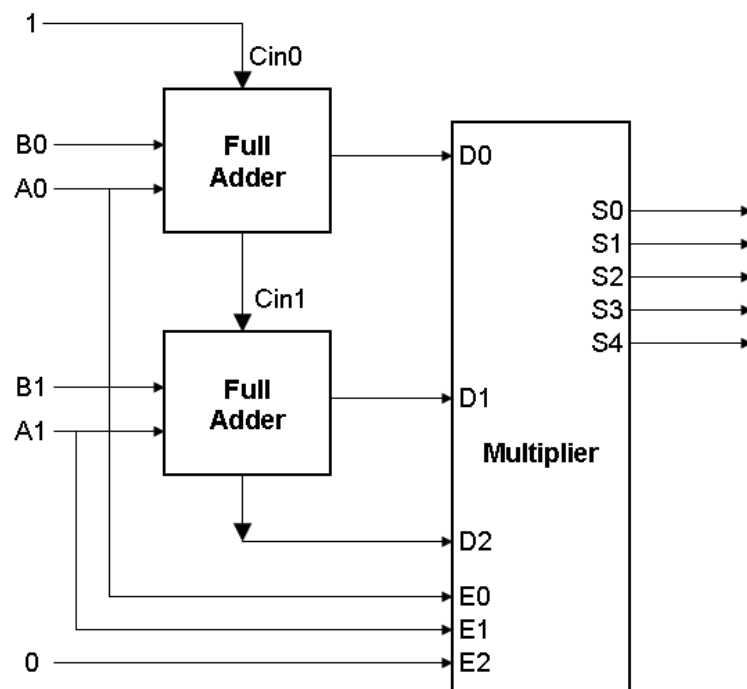 1
Cin0
B0
A0
Full
Adder
D0
S0
S1
S2
S3
S4
Cin1
B1
A1
Full
Adder
D1
Multiplier
D2
E0
E1
0
E2